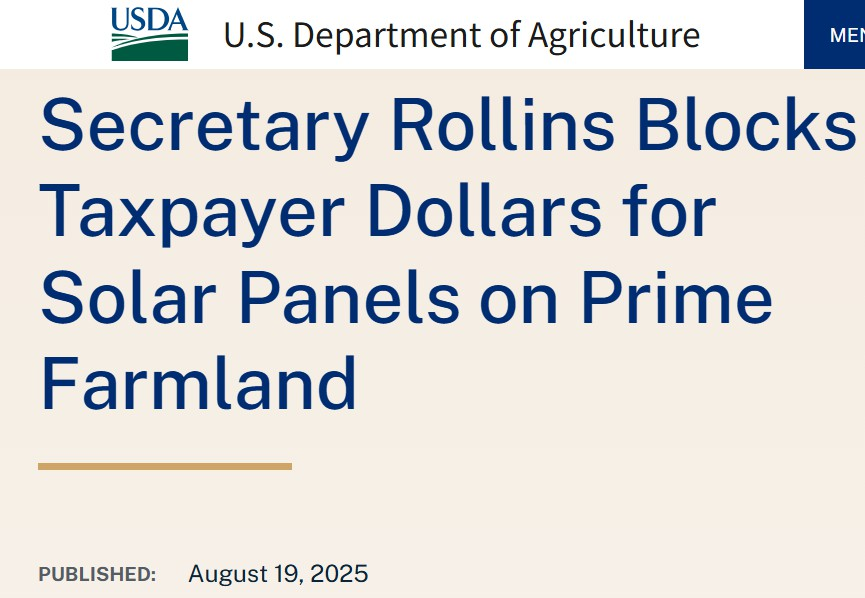 USDA
U.S. Department of Agriculture
MEN
Secretary Rollins Blocks
Taxpayer Dollars for
Solar Panels on Prime
Farmland
PUBLISHED: August 19, 2025